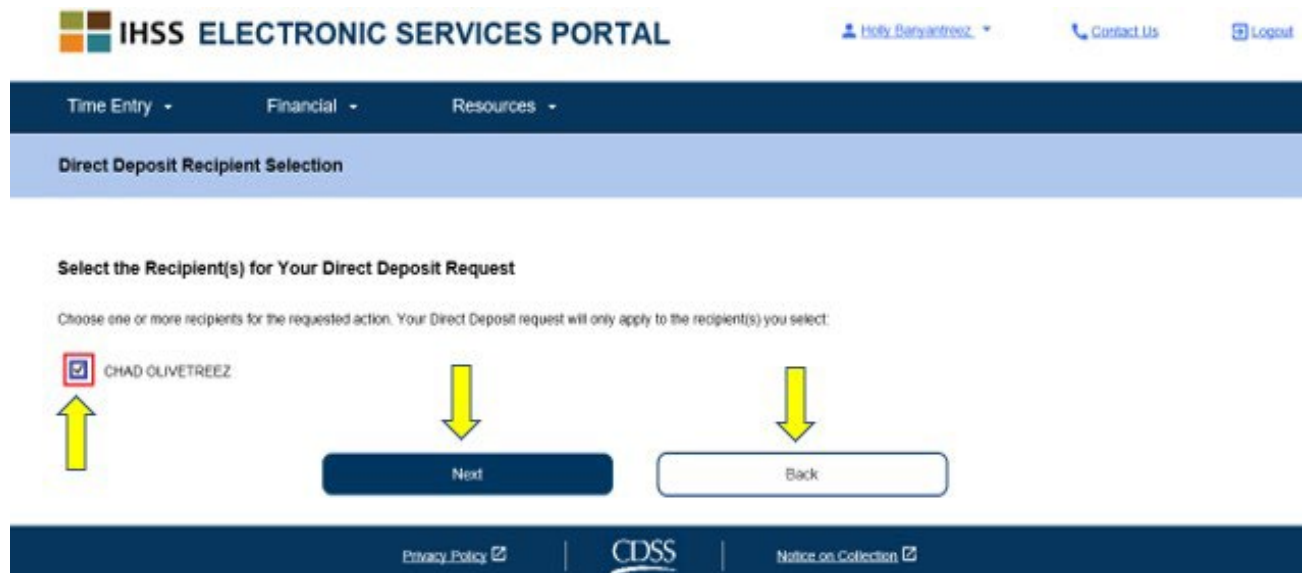 IHSS ELECTRONIC SERVICES PORTAL
Holly Banyantreez
Contact Us
Logout
Time Entry
Financial
Resources
Direct Deposit Recipient Selection
Select the Recipient(s) for Your Direct Deposit Request
Choose one or more recipients for the requested action. Your Direct Deposit request will only apply to the recipient(s) you select:
CHAD OLIVETREEZ
Next
Back
Privacy Policy
CDSS
Notice on Collection